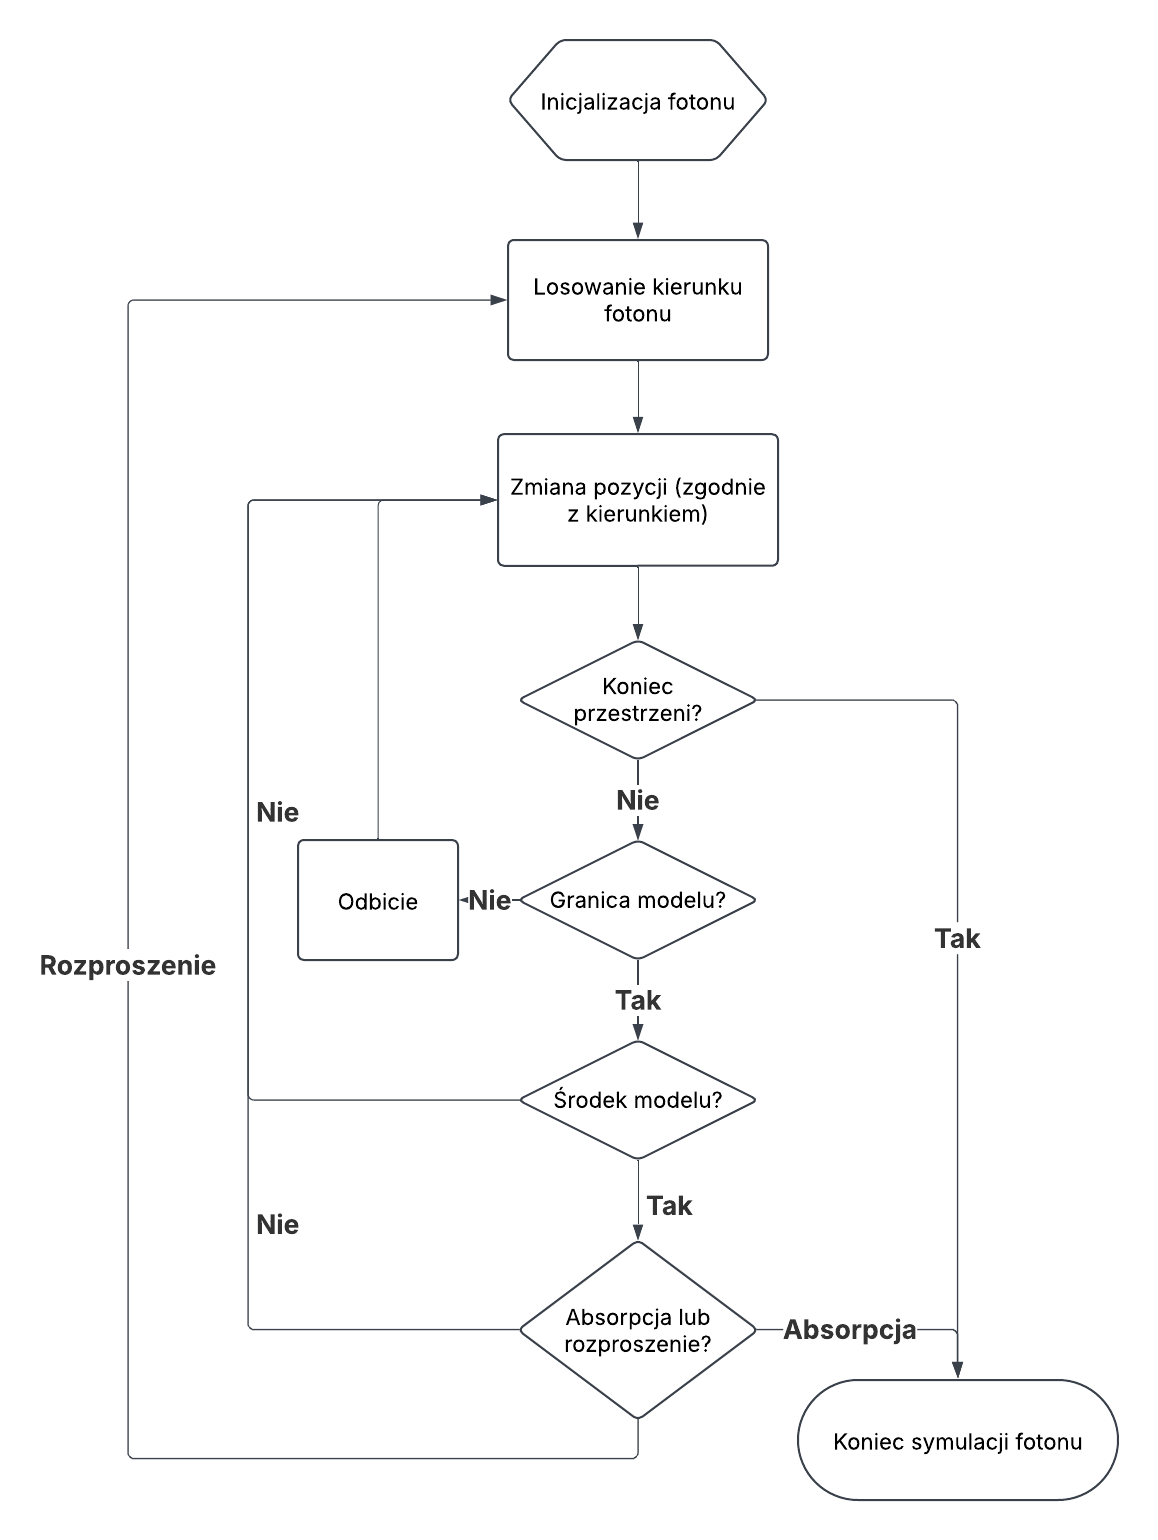 Inicjalizacja fotonu
Losowanie kierunku
fotonu
Zmiana pozycji (zgodnie
z kierunkiem)
Koniec
przestrzeni?
Nie
Nie
Odbicie
Nie
Granica modelu?
Tak
Rozproszenie
Tak
Środek modelu?
Tak
Nie
Absorpcja lub
rozproszenie?
Absorpcja
Koniec symulacji fotonu